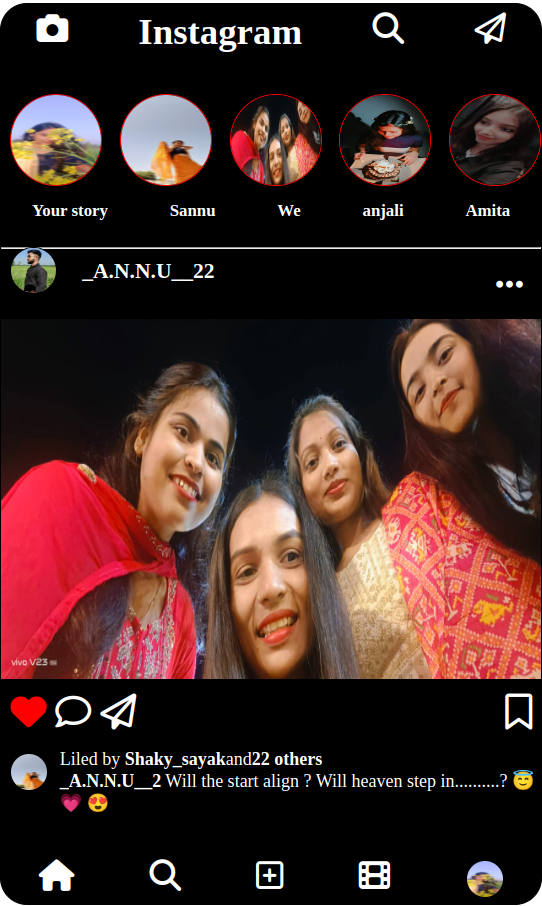 Instagram
Your story Sannu We anjali Amita
_A.N.N.U__22
vivo V23
Liled by Shaky_sayakand22 others
_A.N.N.U__2 Will the start align ? Will heaven step in..........? 😇
💗 😍